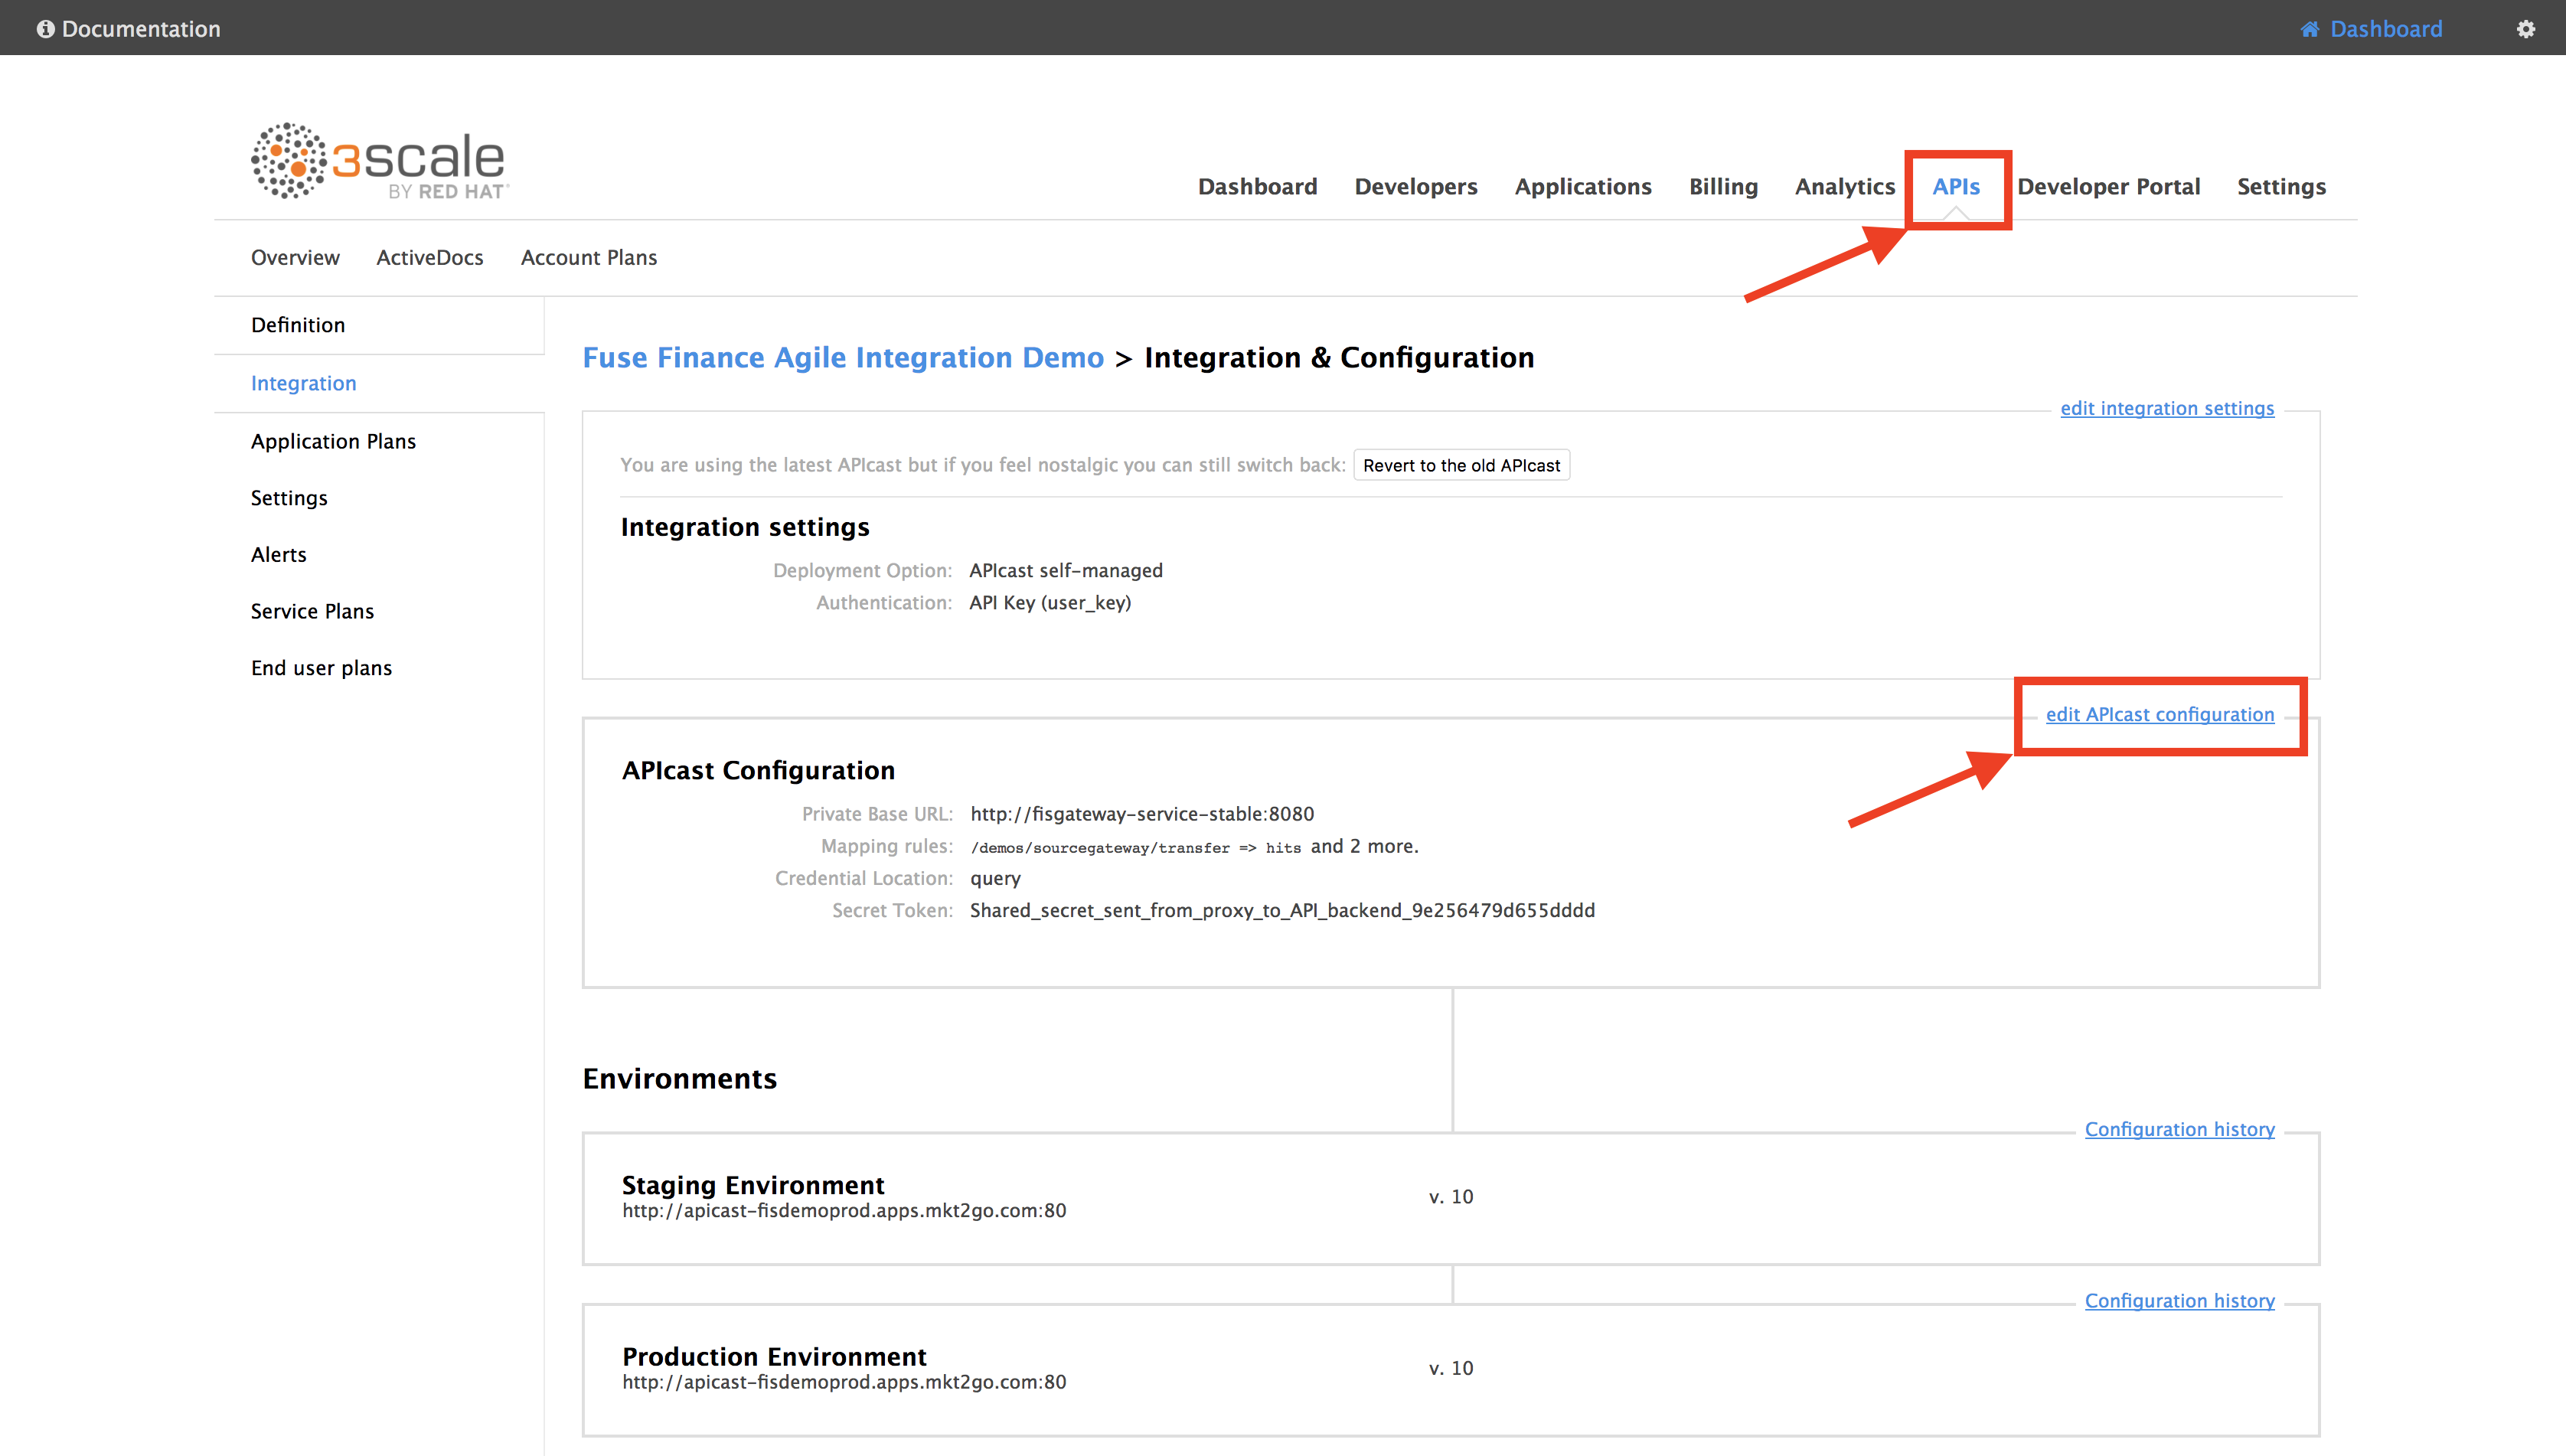 Documentation
Dashboard
3scale
BY RED HAT
Dashboard Developers Applications Billing Analytics APIs Developer Portal Settings
Overview ActiveDocs Account Plans
Definition
Integration
Application Plans
Settings
Alerts
Service Plans
End user plans
Fuse Finance Agile Integration Demo > Integration & Configuration
edit integration settings
You are using the latest APIcast but if you feel nostalgic you can still switch back: Revert to the old APIcast
Integration settings
Deployment Option: APIcast self-managed
Authentication: API Key (user_key)
edit APIcast configuration
APIcast Configuration
Private Base URL: http://fisgateway-service-stable:8080
Mapping rules: /demos/sourcegateway/transfer => hits and 2 more.
Credential Location: query
Secret Token: Shared_secret_sent_from_proxy_to_API_backend_9e256479d655dddd
Environments
Configuration history
Staging Environment
http://apicast-fisdemoprod.apps.mkt2go.com:80
v. 10
Configuration history
Production Environment
http://apicast-fisdemoprod.apps.mkt2go.com:80
v. 10